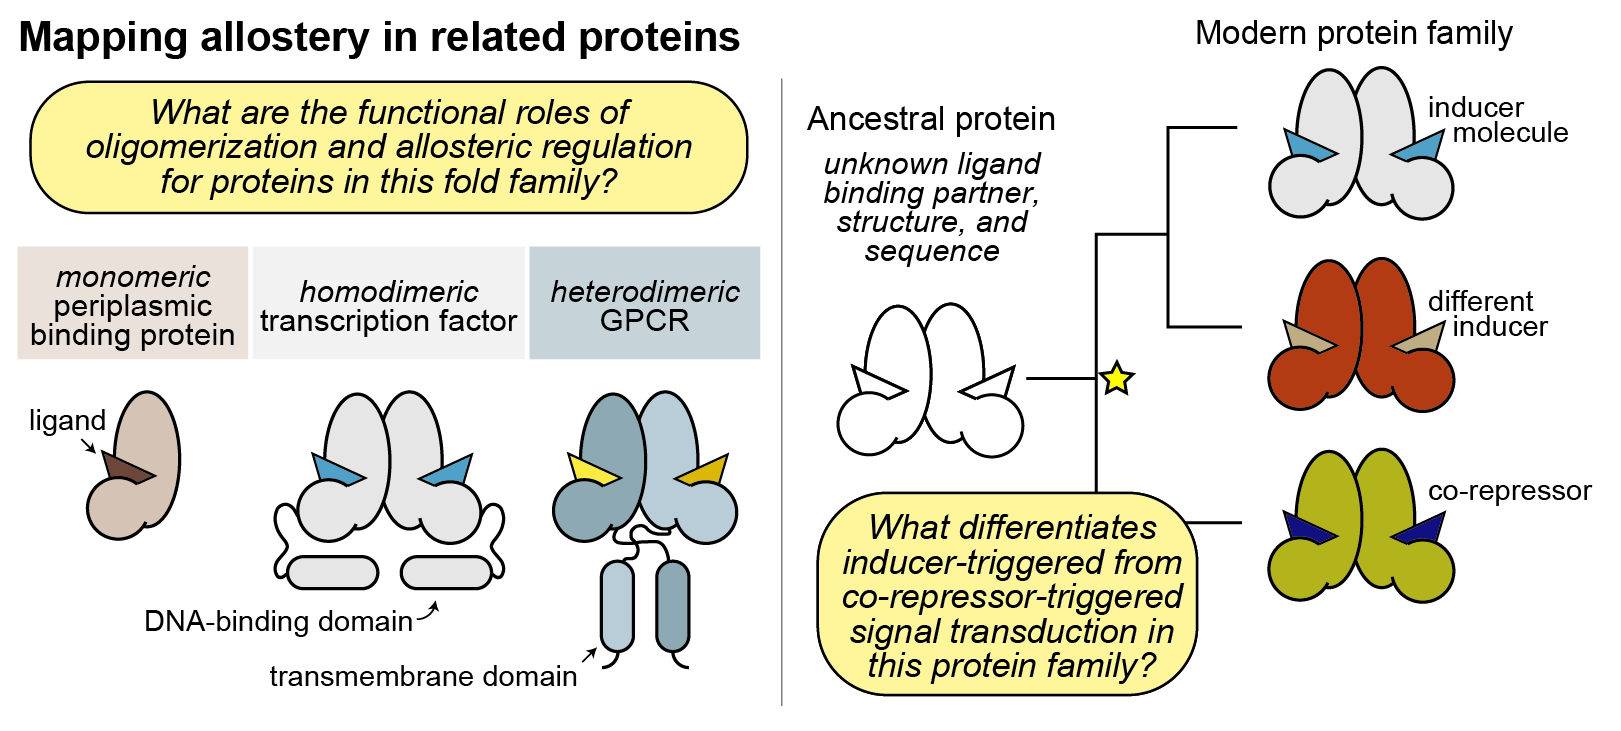 Mapping allostery in related proteins
What are the functional roles of
oligomerization and allosteric regulation
for proteins in this fold family?
monomeric
periplasmic
binding protein
homodimeric
transcription factor
heterodimeric
GPCR
ligand
DNA-binding domain
transmembrane domain
Ancestral protein
unknown ligand
binding partner,
structure, and
sequence
Modern protein family
inducer
molecule
different
inducer
co-repressor
What differentiates
inducer-triggered from
co-repressor-triggered
signal transduction in
this protein family?